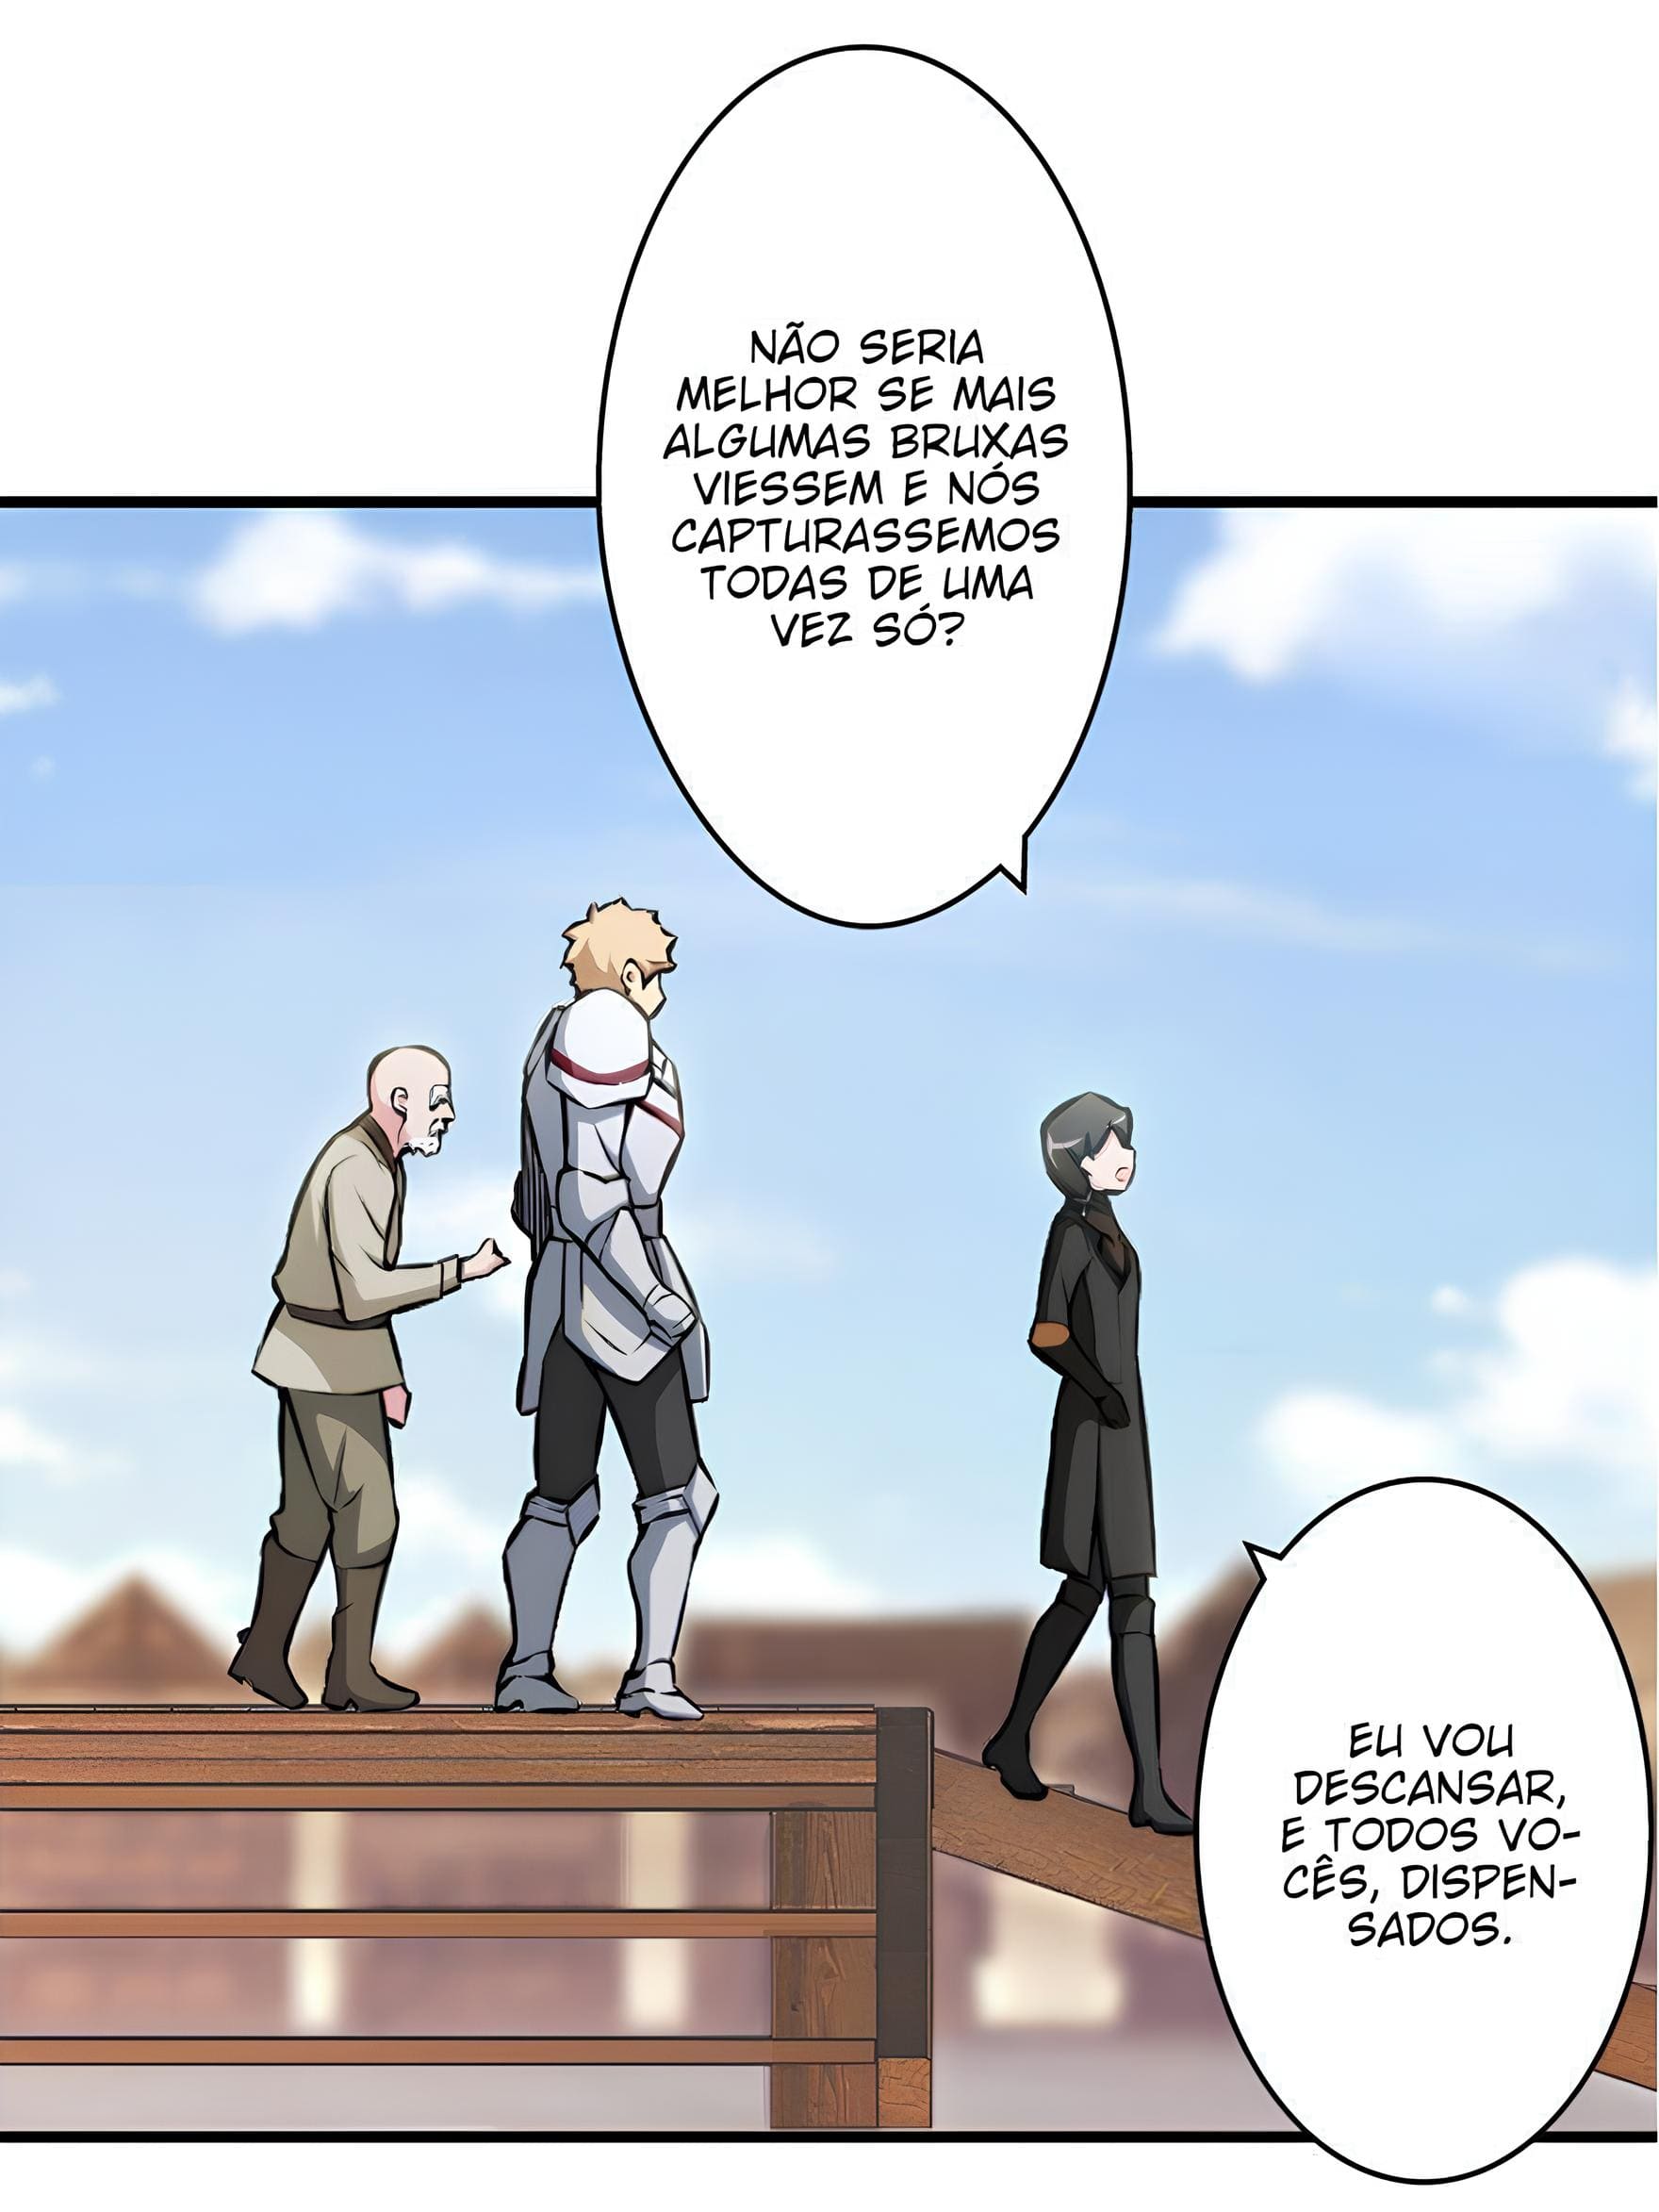 NÃO SERIA
MELHOR SE MAIS
ALGUMAS BRUXAS
VIESSEM E NÓS
CAPTURASSEMOS
TODAS DE UMA
VEZ SÓ?
EU VOU
DESCANSAR,
E TODOS VO-
CÊS, DISPEN-
SADOS.